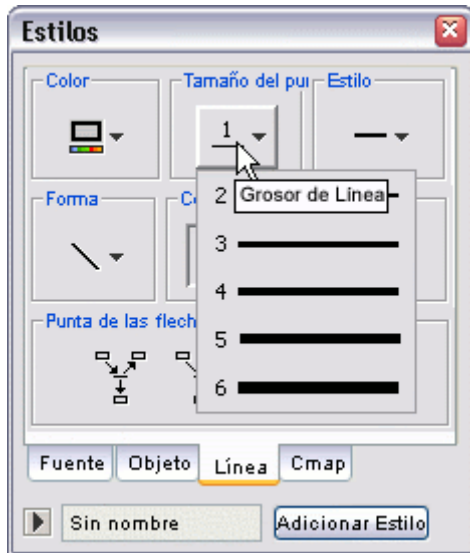 Estilos
Color
Tamaño del pu
Estilo
1
Forma
2
Grosor de Línea
3
4
5
6
Punta de las flech
Fuente
Objeto
Línea
Cmap
Sin nombre
Adicionar Estilo